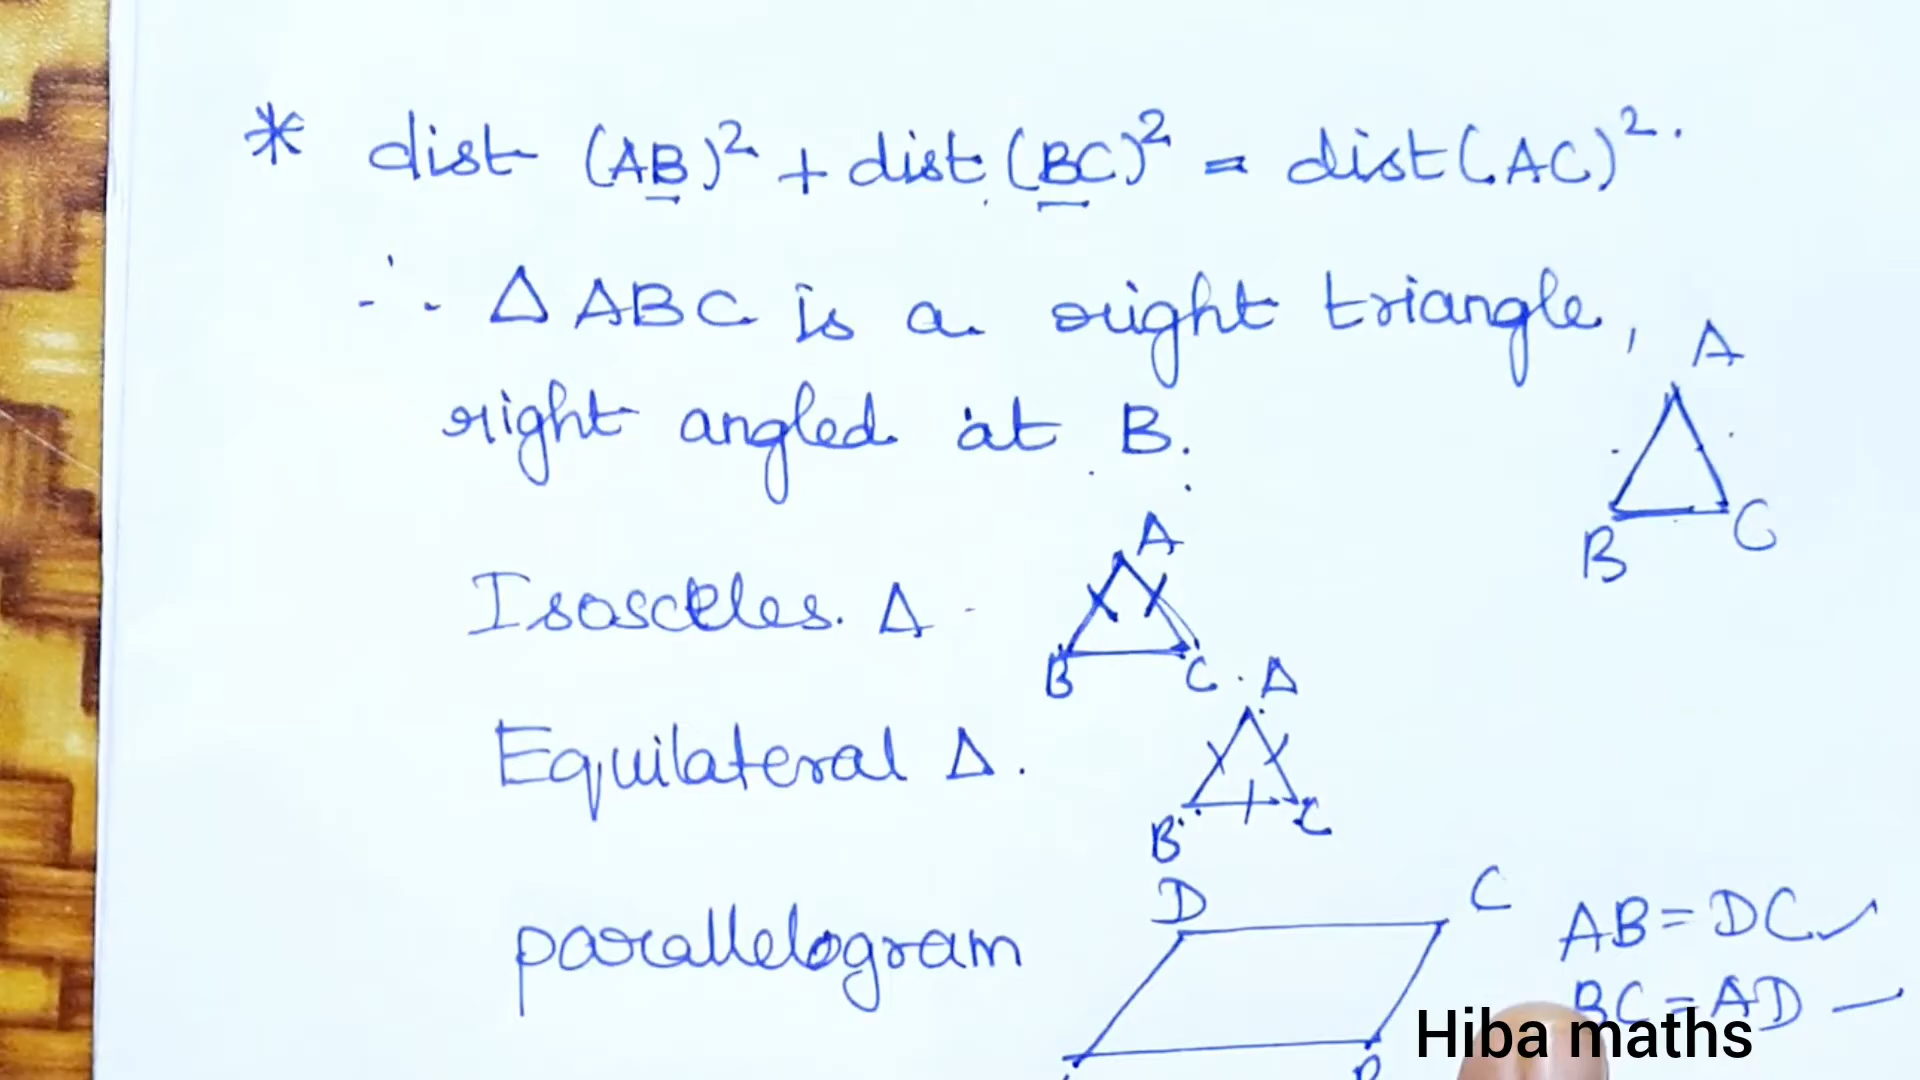 * dist (AB)² + dist (BC)² = dist (AC)².
∴ Δ ABC is a right triangle,
right angled at B.
A
B C
Isosceles. Δ
A
B C
Equilateral Δ.
A
B C
parallelogram
D C
B
AB = DC ✓
BC = AD
Hiba maths